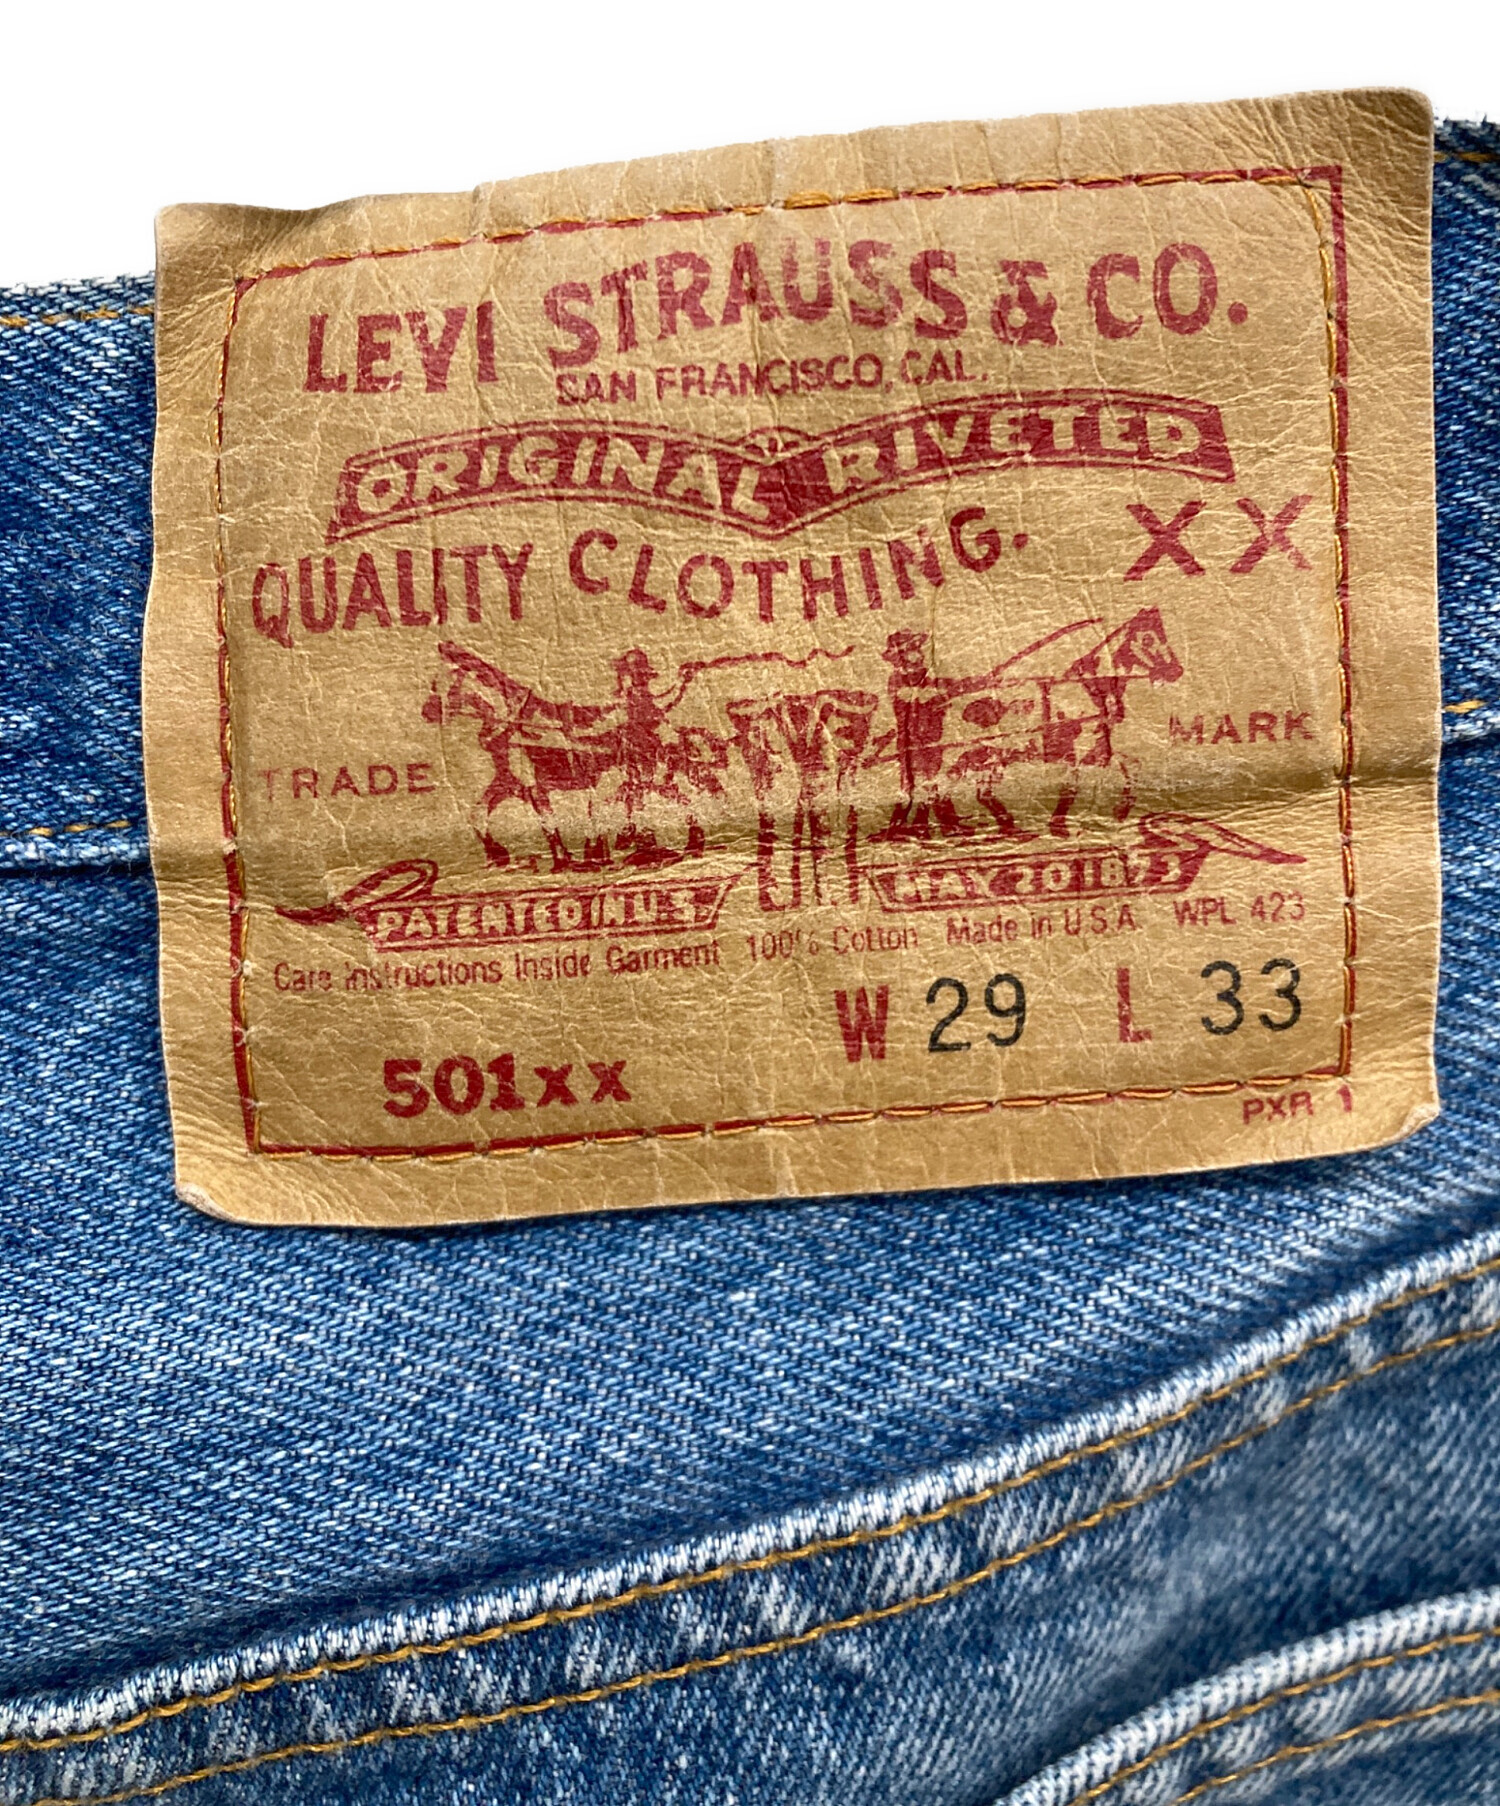 LEVI STRAUSS & CO.
SAN FRANCISCO, CAL.
ORIGINAL RIVETED
QUALITY CLOTHING. XX
TRADE MARK
PATENTED IN U.S. MAY 20 1873
Care Instructions Inside Garment 100% Cotton Made in U.S.A. WPL 423
W 29 L 33
501xx
PXR 1